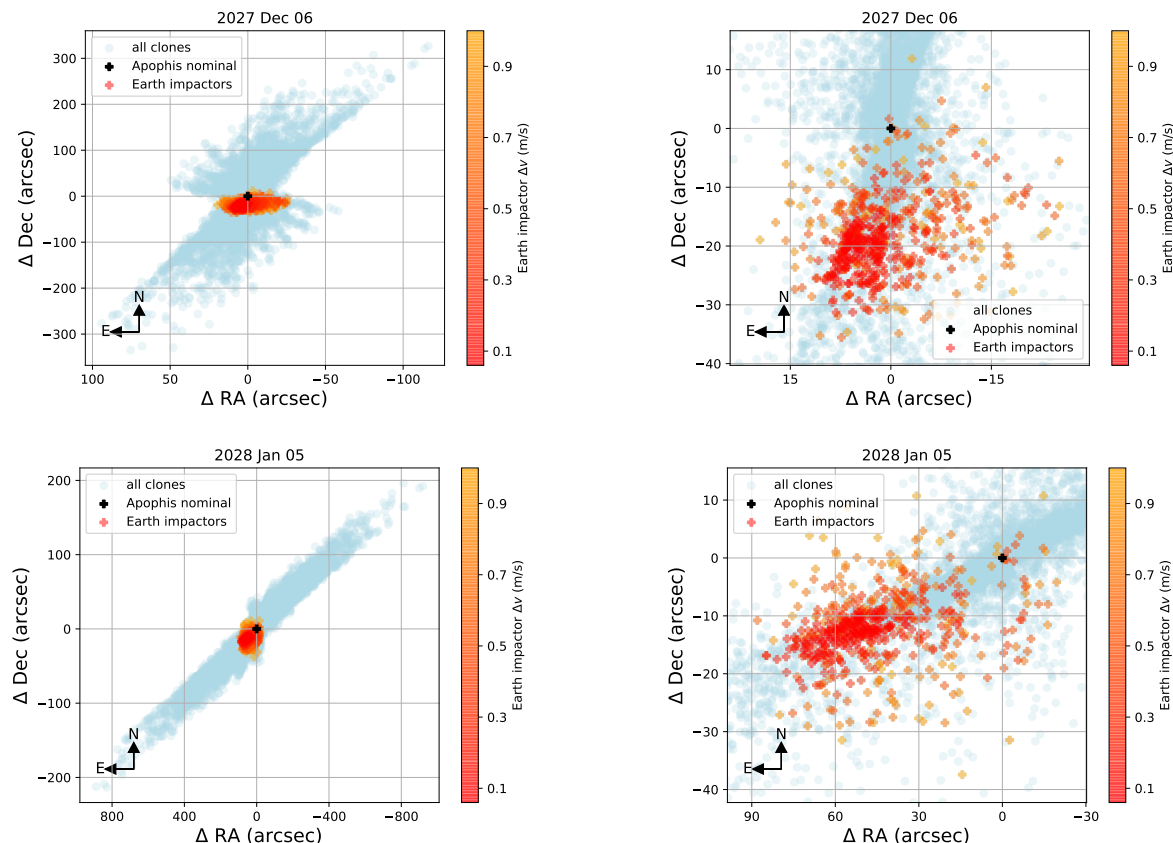 2027 Dec 06
all clones
Apophis nominal
Earth impactors
300
200
100
0
−100
−200
−300
Δ Dec (arcsec)
N
E
100
50
0
−50
−100
Δ RA (arcsec)
0.9
0.7
0.5
0.3
0.1
Earth impactor Δv (m/s)
2027 Dec 06
10
0
−10
−20
−30
−40
Δ Dec (arcsec)
N
E
all clones
Apophis nominal
Earth impactors
15
0
−15
Δ RA (arcsec)
0.9
0.7
0.5
0.3
0.1
Earth impactor Δv (m/s)
2028 Jan 05
all clones
Apophis nominal
Earth impactors
200
100
0
−100
−200
Δ Dec (arcsec)
N
E
800
400
0
−400
−800
Δ RA (arcsec)
0.9
0.7
0.5
0.3
0.1
Earth impactor Δv (m/s)
2028 Jan 05
all clones
Apophis nominal
Earth impactors
10
0
−10
−20
−30
−40
Δ Dec (arcsec)
N
E
90
60
30
0
−30
Δ RA (arcsec)
0.9
0.7
0.5
0.3
0.1
Earth impactor Δv (m/s)